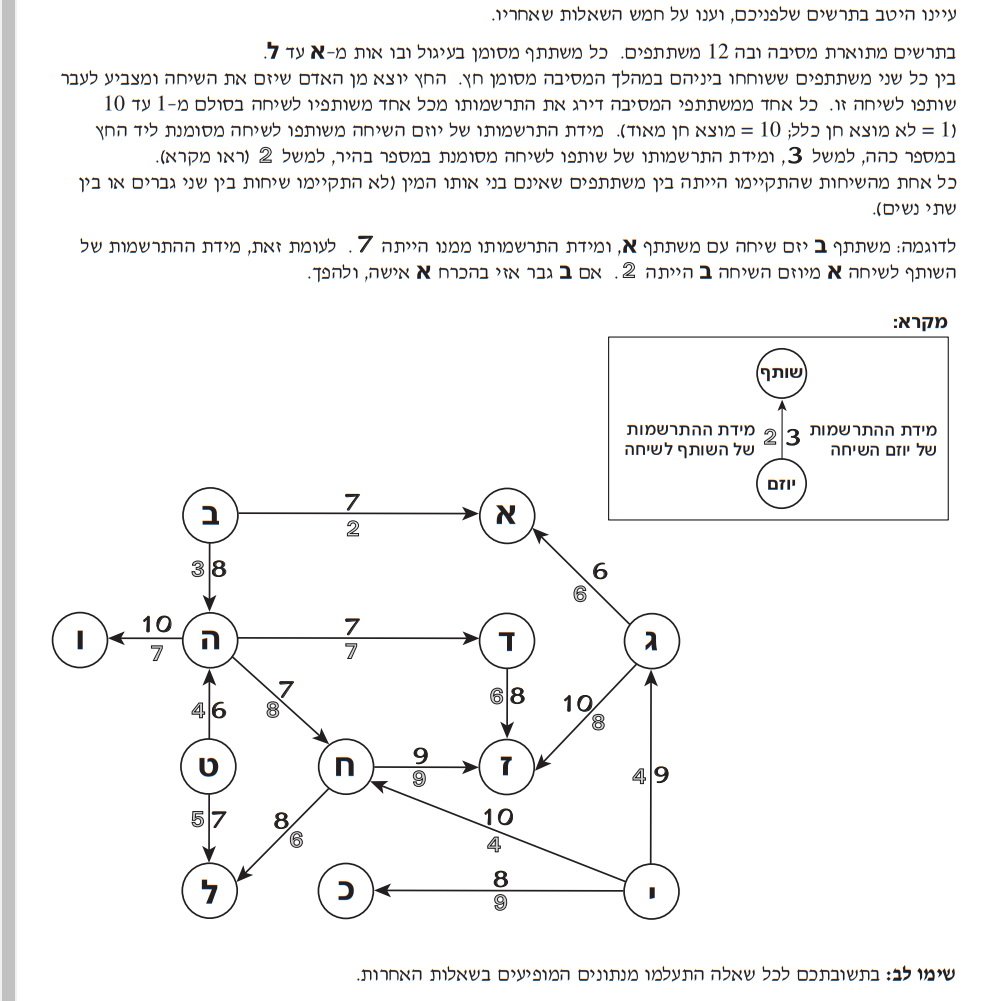 עיינו היטב בתרשים שלפניכם, וענו על חמש השאלות שאחריו.
בתרשים מתוארת מסיבה ובה 12 משתתפים. כל משתתף מסומן בעיגול ובו אות מ-א עד ל.
בין כל שני משתתפים ששוחחו ביניהם במהלך המסיבה מסומן חץ. החץ יוצא מן האדם שיזם את השיחה ומצביע לעבר
שותפו לשיחה זו. כל אחד ממשתתפי המסיבה דירג את התרשמותו מכל אחד משותפיו לשיחה בסולם מ-1 עד 10
(1 = לא מוצא חן כלל; 10 = מוצא חן מאוד). מידת התרשמותו של יוזם השיחה משותפו לשיחה מסומנת ליד החץ
במספר כהה, למשל 3, ומידת התרשמותו של שותפו לשיחה מסומנת במספר בהיר, למשל 2 (ראו מקרא).
כל אחת מהשיחות שהתקיימו הייתה בין משתתפים שאינם בני אותו המין (לא התקיימו שיחות בין שני גברים או בין
שתי נשים).
לדוגמה: משתתף ב יזם שיחה עם משתתף א, ומידת התרשמותו ממנו הייתה 7. לעומת זאת, מידת ההתרשמות של
השותף לשיחה א מיוזם השיחה ב הייתה 2. אם ב גבר אזי בהכרח א אישה, ולהפך.
מקרא:
שותף
מידת ההתרשמות של יוזם השיחה
3
2
מידת ההתרשמות של השותף לשיחה
יוזם
ב
7
2
א
3 8
6
6
ו
10
7
ה
7
7
ד
ג
4 6
7
8
6 8
10
8
ט
ח
9
9
ז
5 7
8
6
10
4
4 9
ל
כ
8
9
י
שימו לב: בתשובתכם לכל שאלה התעלמו מנתונים המופיעים בשאלות האחרות.